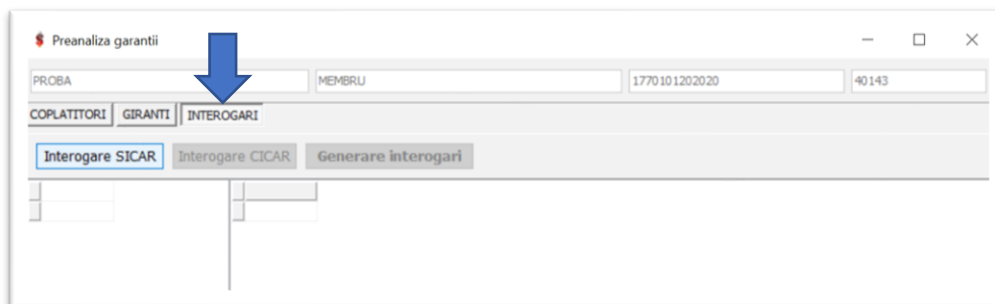 Preanaliza garantii
PROBA MEMBRU 1770101202020 40143
COPLATITORI GIRANTI INTEROGARI
Interogare SICAR Interogare CICAR Generare interogari